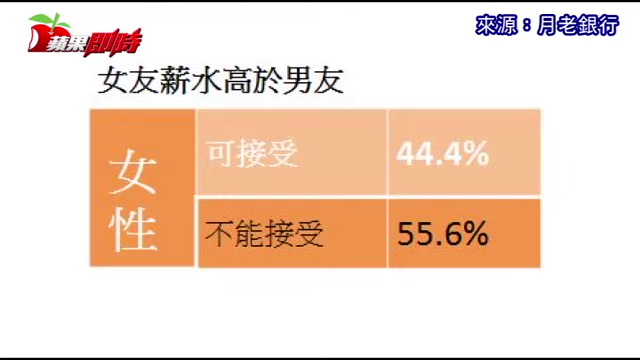 蘋果即時
來源：月老銀行
女友薪水高於男友
女性
可接受 44.4%
不能接受 55.6%